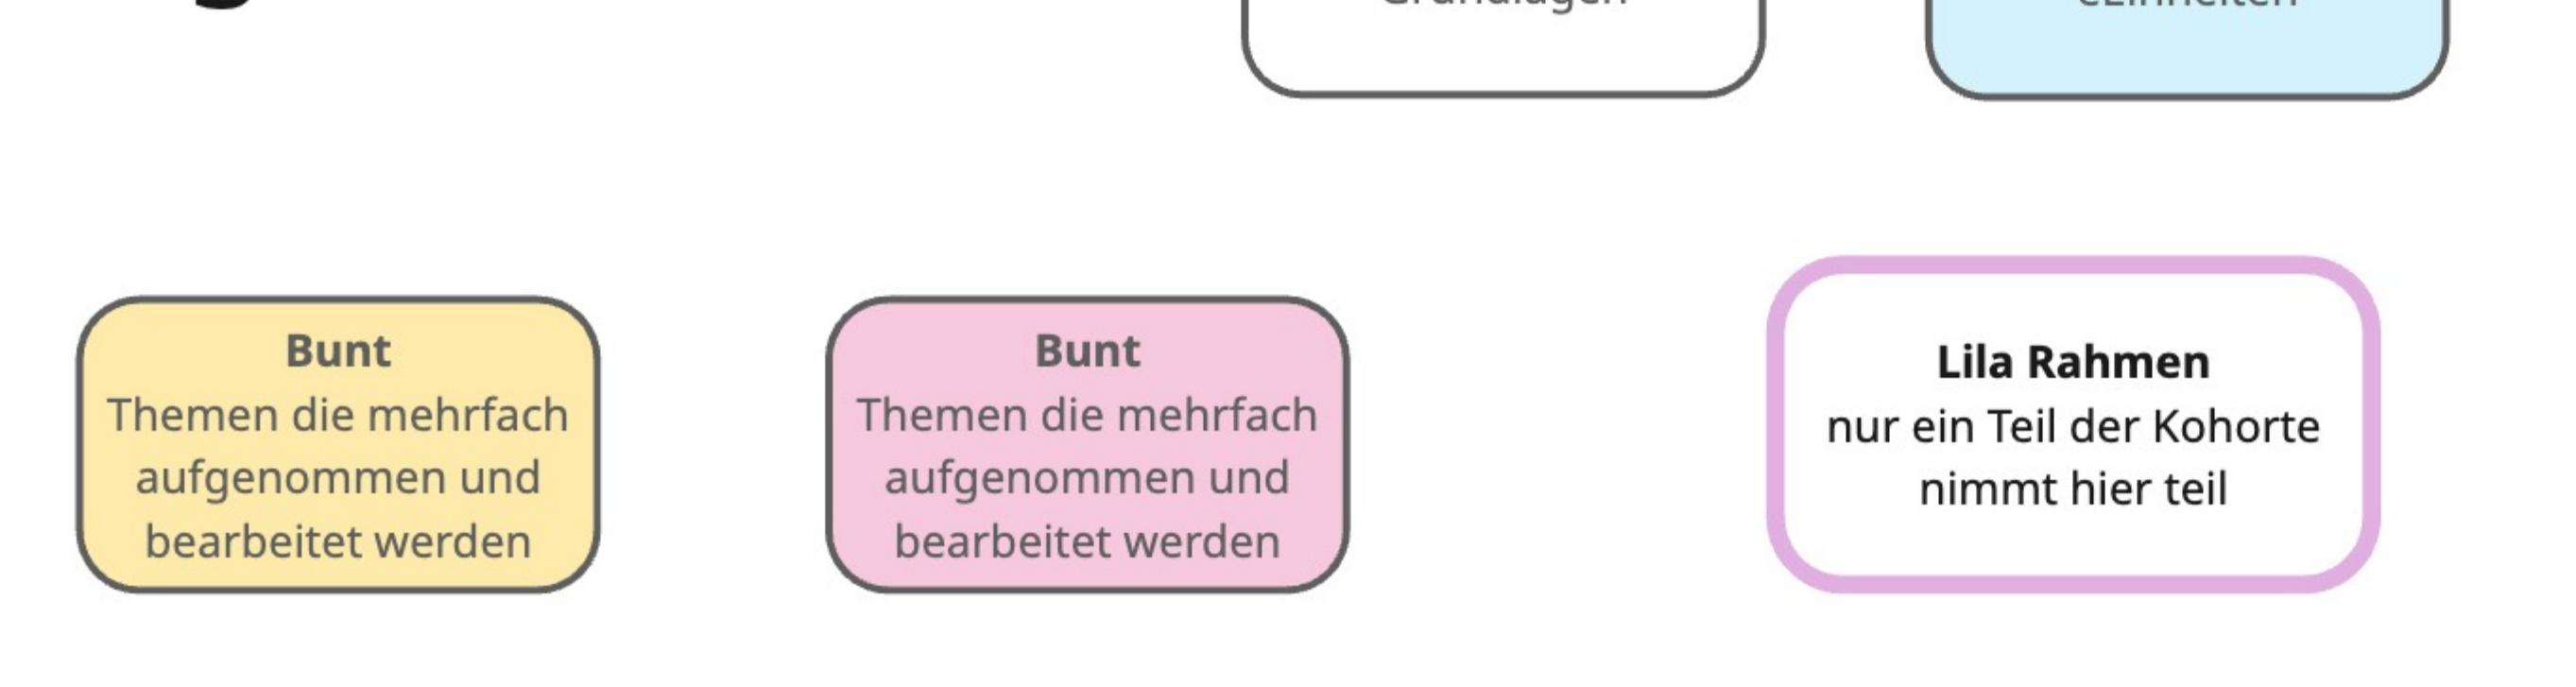 Grundlagen
Bunt
Themen die mehrfach
aufgenommen und
bearbeitet werden
Bunt
Themen die mehrfach
aufgenommen und
bearbeitet werden
Lila Rahmen
nur ein Teil der Kohorte
nimmt hier teil